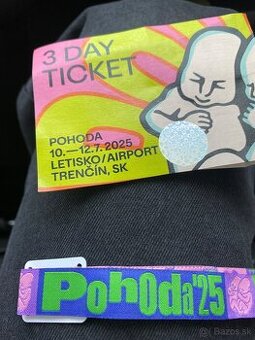 3 DAY
TICKET
POHODA
10.—12.7. 2025
LETISKO/AIRPORT
TRENČÍN, SK
PohOda'25
Bazos.sk